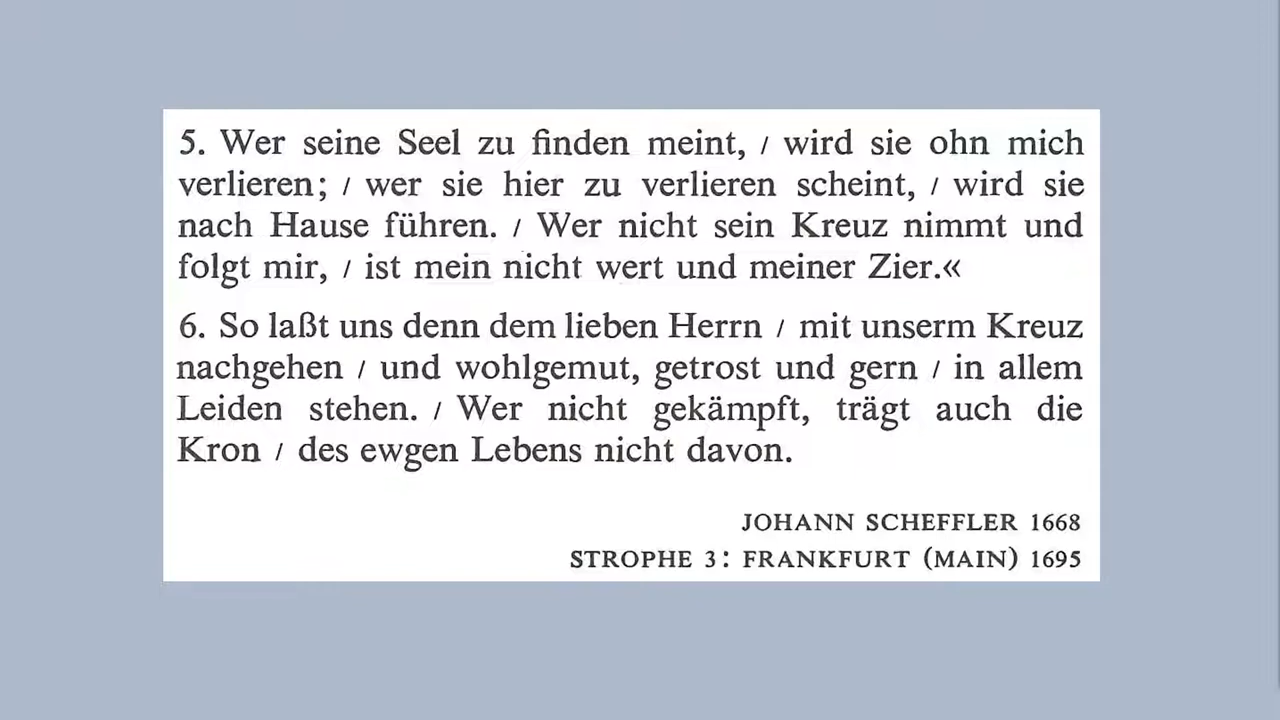 5. Wer seine Seel zu finden meint, / wird sie ohn mich
verlieren; / wer sie hier zu verlieren scheint, / wird sie
nach Hause führen. / Wer nicht sein Kreuz nimmt und
folgt mir, / ist mein nicht wert und meiner Zier.«
6. So laßt uns denn dem lieben Herrn / mit unserm Kreuz
nachgehen / und wohlgemut, getrost und gern / in allem
Leiden stehen. / Wer nicht gekämpft, trägt auch die
Kron / des ewgen Lebens nicht davon.
JOHANN SCHEFFLER 1668
STROPHE 3: FRANKFURT (MAIN) 1695